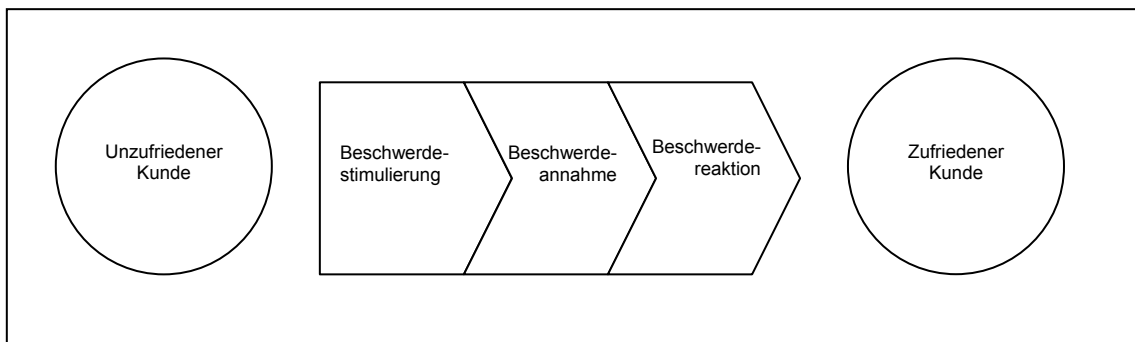 Unzufriedener
Kunde
Beschwerde-
stimulierung
Beschwerde-
annahme
Beschwerde-
reaktion
Zufriedener
Kunde